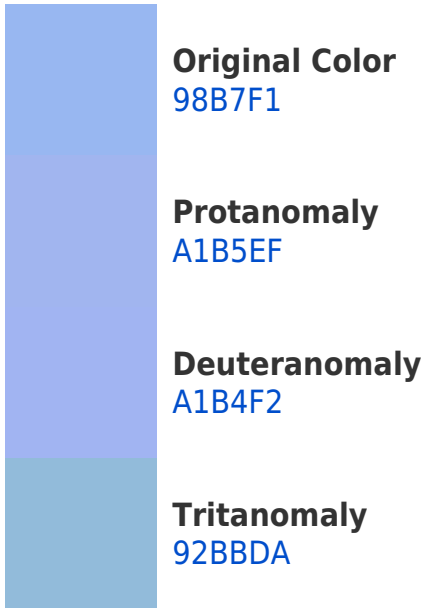 Original Color
98B7F1
Protanomaly
A1B5EF
Deuteranomaly
A1B4F2
Tritanomaly
92BBDA